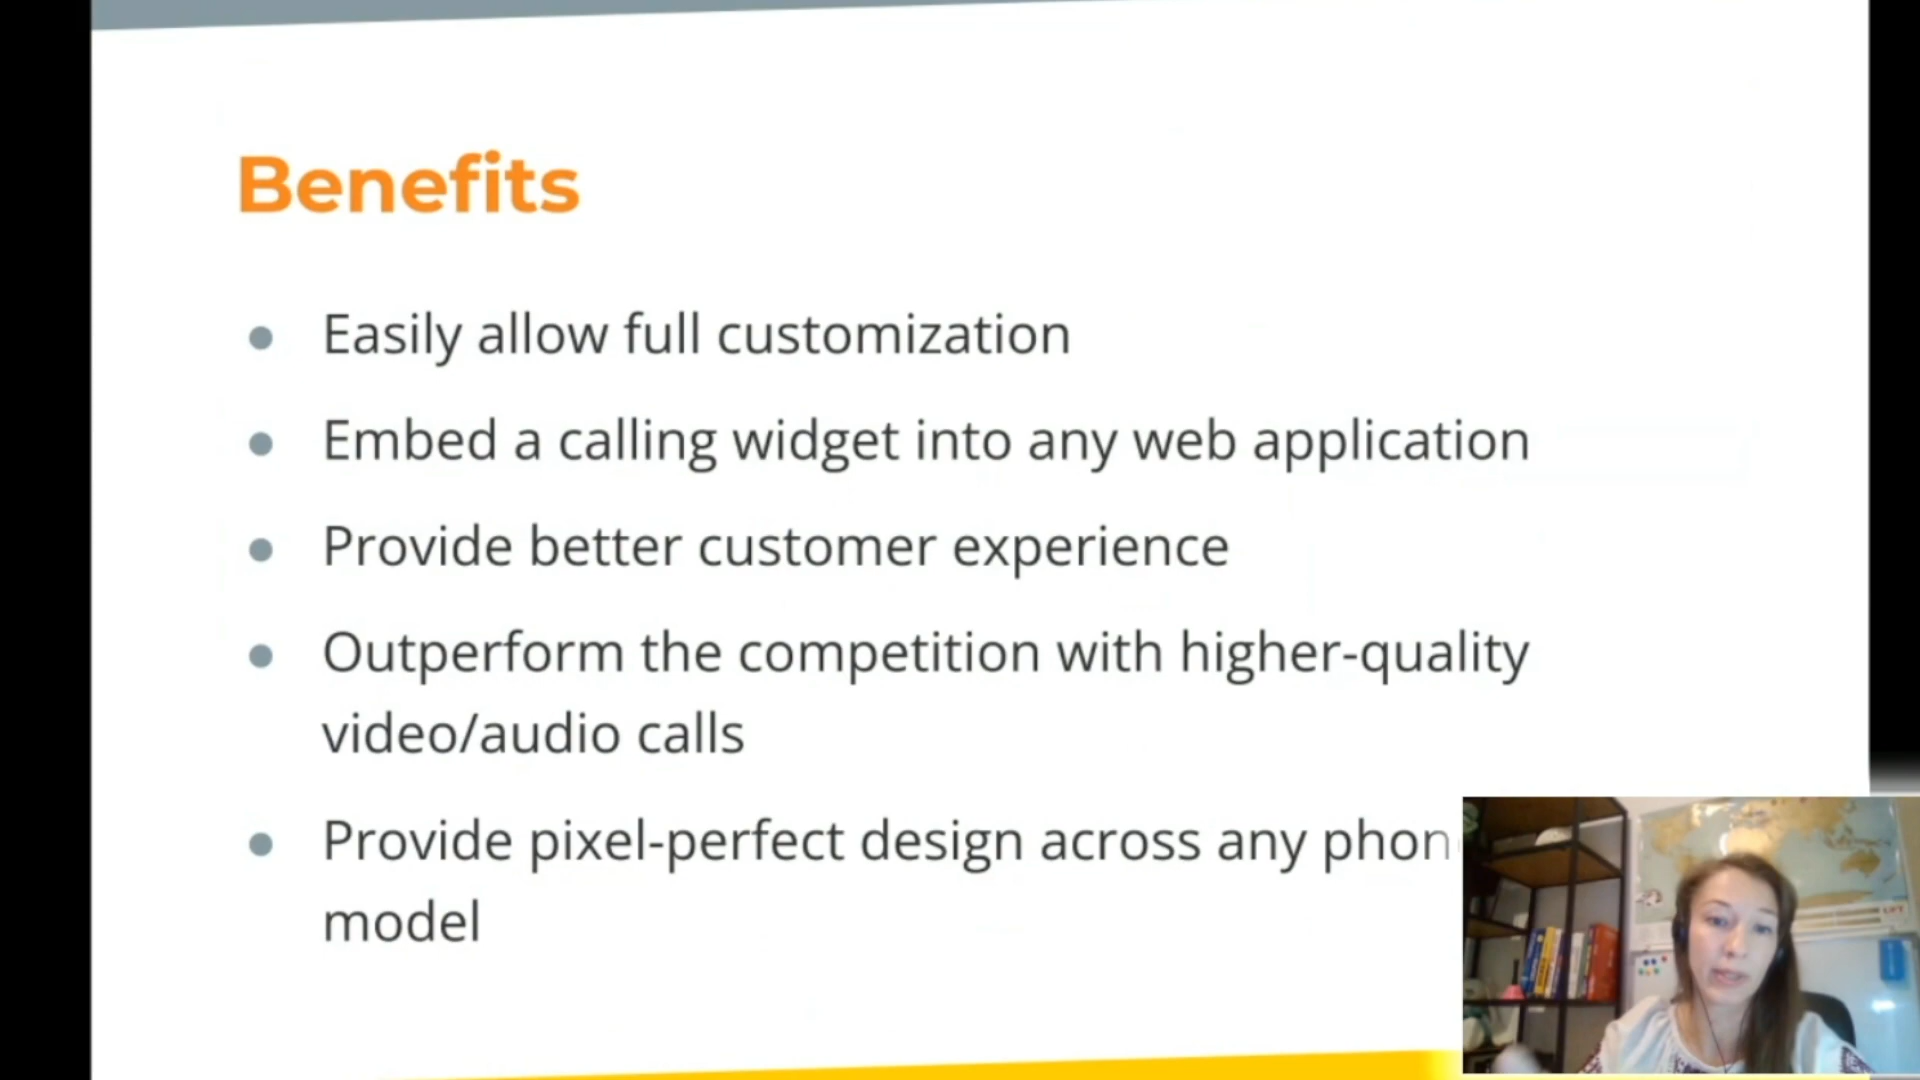 Benefits
Easily allow full customization
Embed a calling widget into any web application
Provide better customer experience
Outperform the competition with higher-quality
video/audio calls
Provide pixel-perfect design across any phon
model